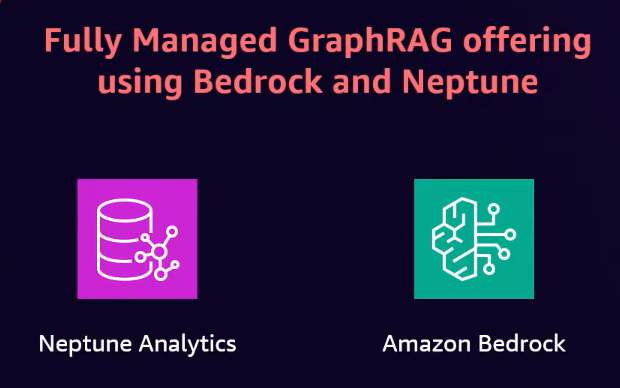 Fully Managed GraphRAG offering
using Bedrock and Neptune
Neptune Analytics
Amazon Bedrock